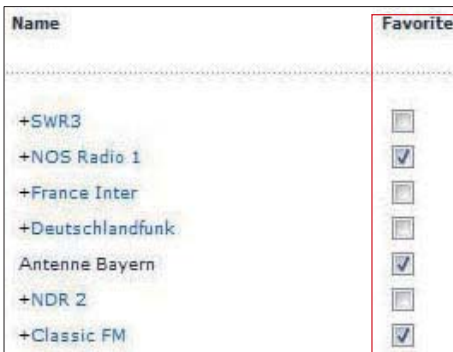 Name Favorite
+SWR3
+NOS Radio 1
+France Inter
+Deutschlandfunk
Antenne Bayern
+NDR 2
+Classic FM